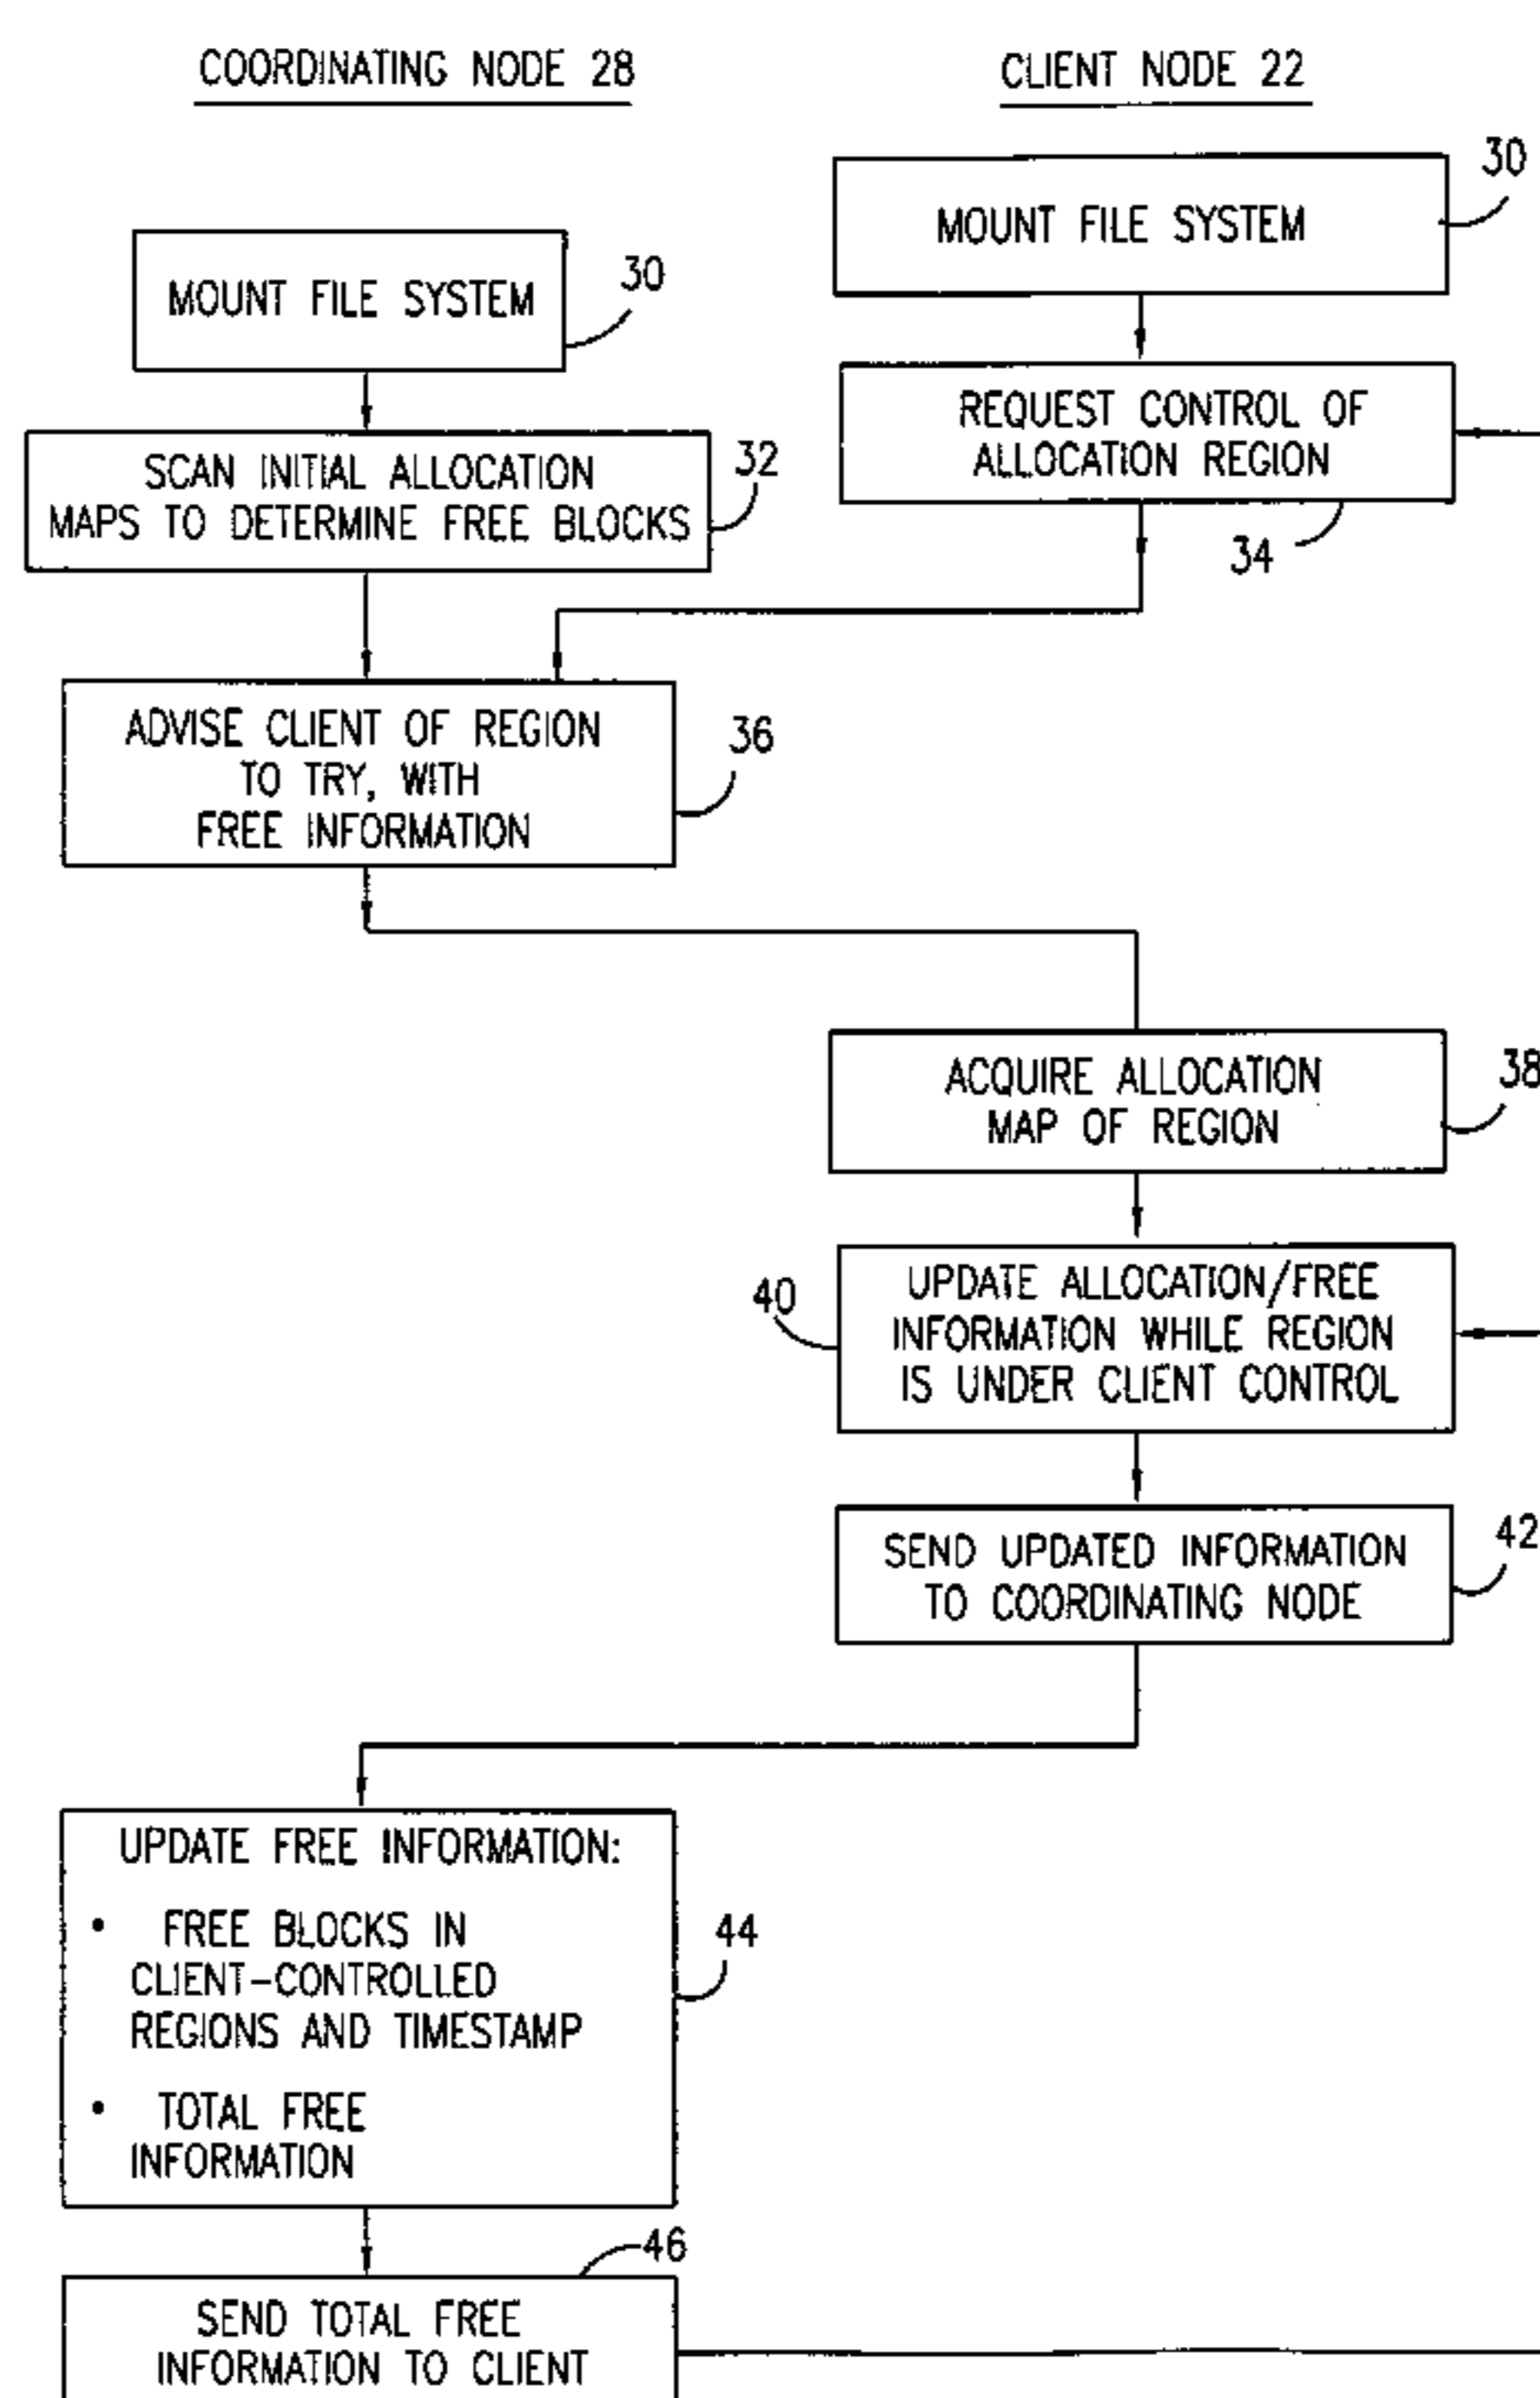 COORDINATING NODE 28
CLIENT NODE 22
30
MOUNT FILE SYSTEM
MOUNT FILE SYSTEM
30
REQUEST CONTROL OF
ALLOCATION REGION
34
SCAN INITIAL ALLOCATION
MAPS TO DETERMINE FREE BLOCKS
32
ADVISE CLIENT OF REGION
TO TRY, WITH
FREE INFORMATION
36
ACQUIRE ALLOCATION
MAP OF REGION
38
40
UPDATE ALLOCATION/FREE
INFORMATION WHILE REGION
IS UNDER CLIENT CONTROL
SEND UPDATED INFORMATION
TO COORDINATING NODE
42
UPDATE FREE INFORMATION:
• FREE BLOCKS IN
CLIENT-CONTROLLED
REGIONS AND TIMESTAMP
• TOTAL FREE
INFORMATION
44
46
SEND TOTAL FREE
INFORMATION TO CLIENT